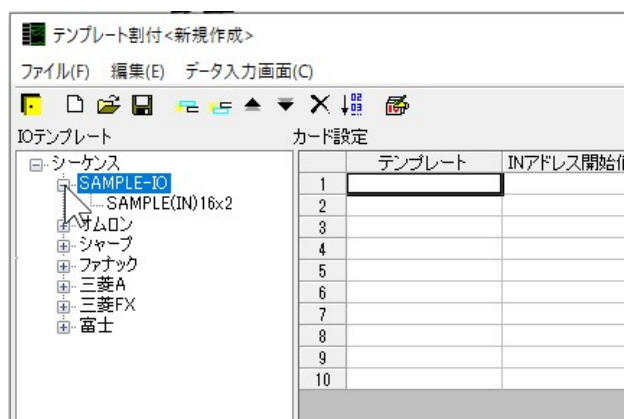 テンプレート割付<新規作成>
ファイル(F) 編集(E) データ入力画面(C)
IOテンプレート カード設定
シーケンス
SAMPLE-IO
SAMPLE(IN)16x2
オムロン
シャープ
ファナック
三菱A
三菱FX
富士
テンプレート INアドレス開始
1
2
3
4
5
6
7
8
9
10